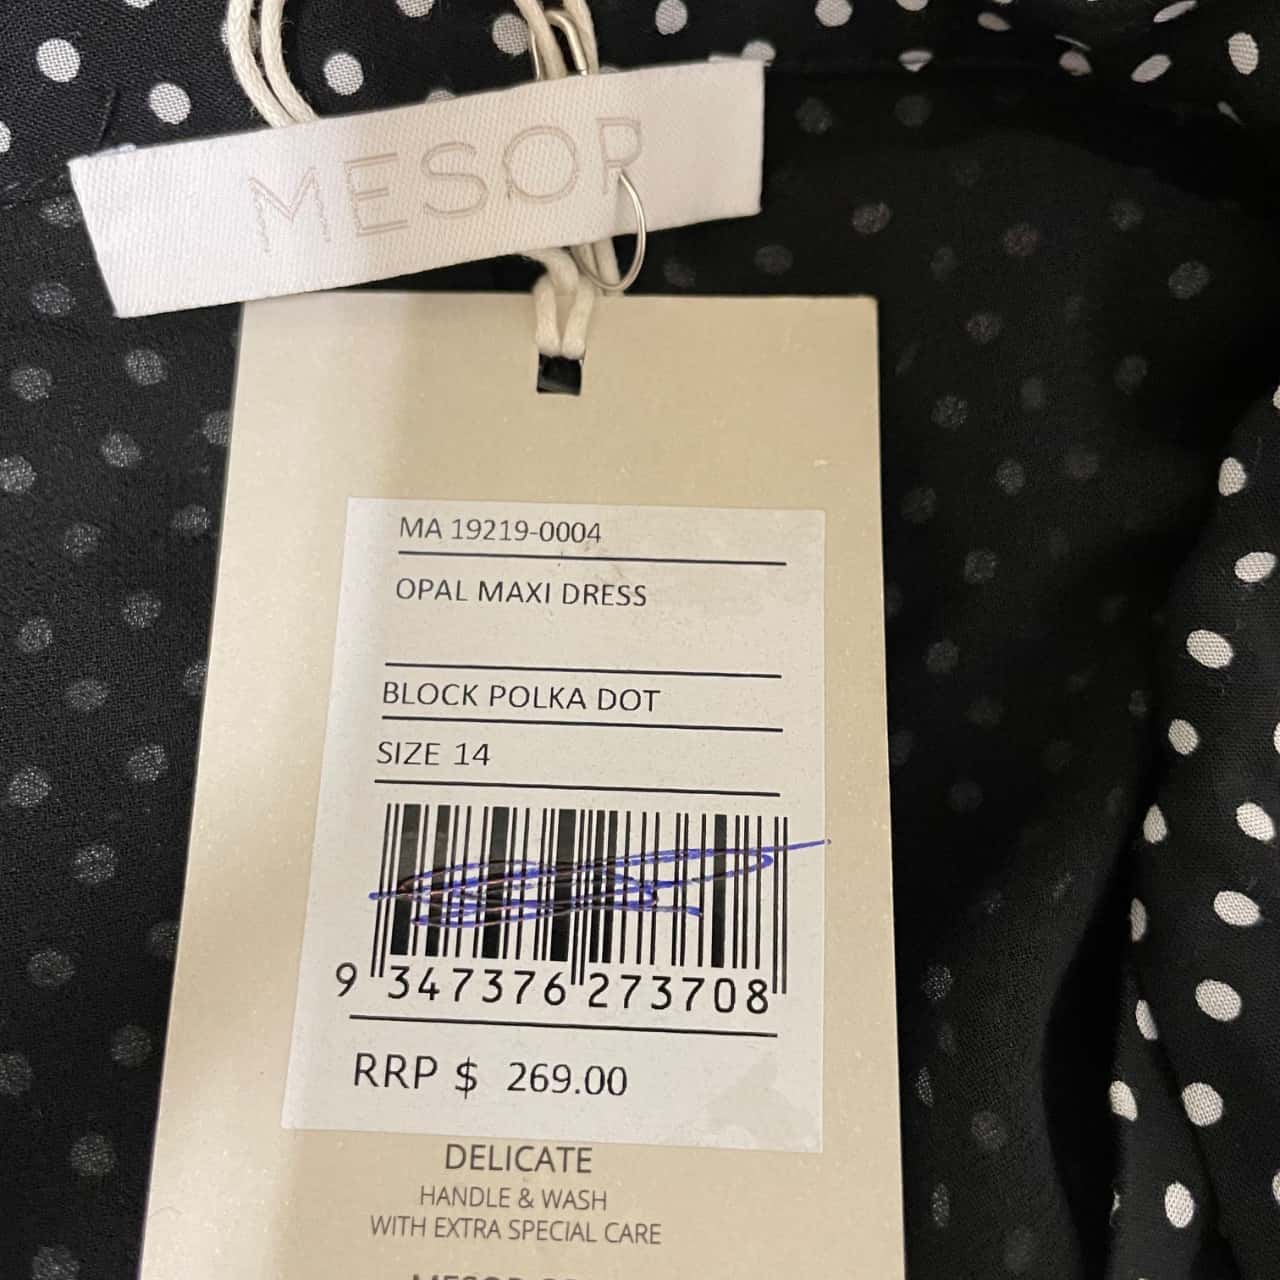 MESOP
MA 19219-0004
OPAL MAXI DRESS
BLOCK POLKA DOT
SIZE 14
9 347376 273708
RRP $ 269.00
DELICATE
HANDLE & WASH
WITH EXTRA SPECIAL CARE